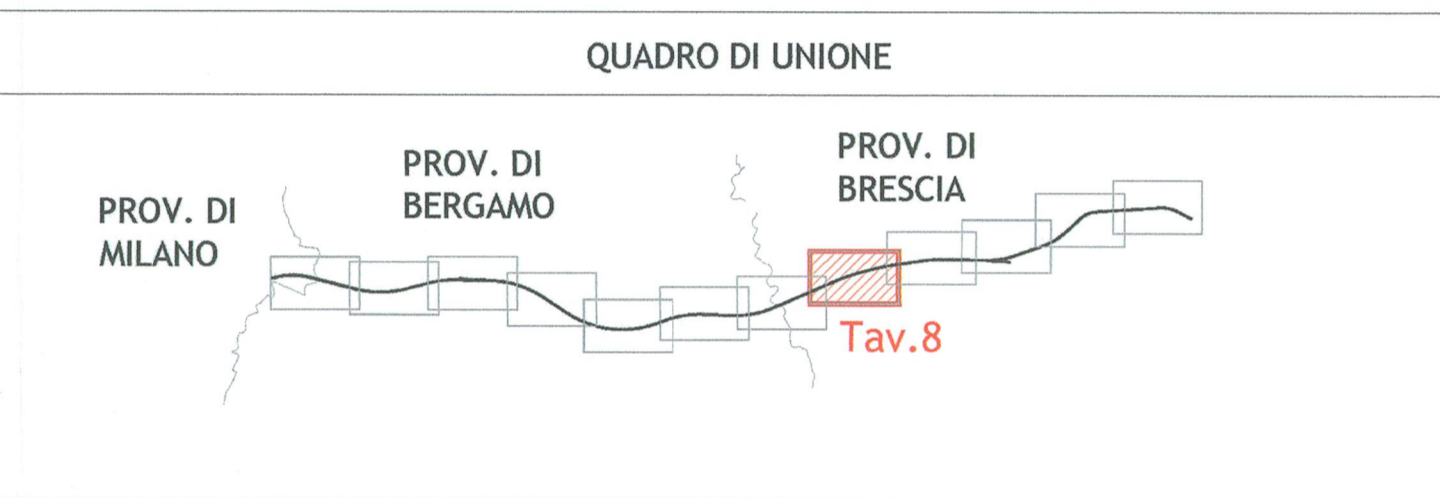 QUADRO DI UNIONE
PROV. DI
MILANO
PROV. DI
BERGAMO
PROV. DI
BRESCIA
Tav.8